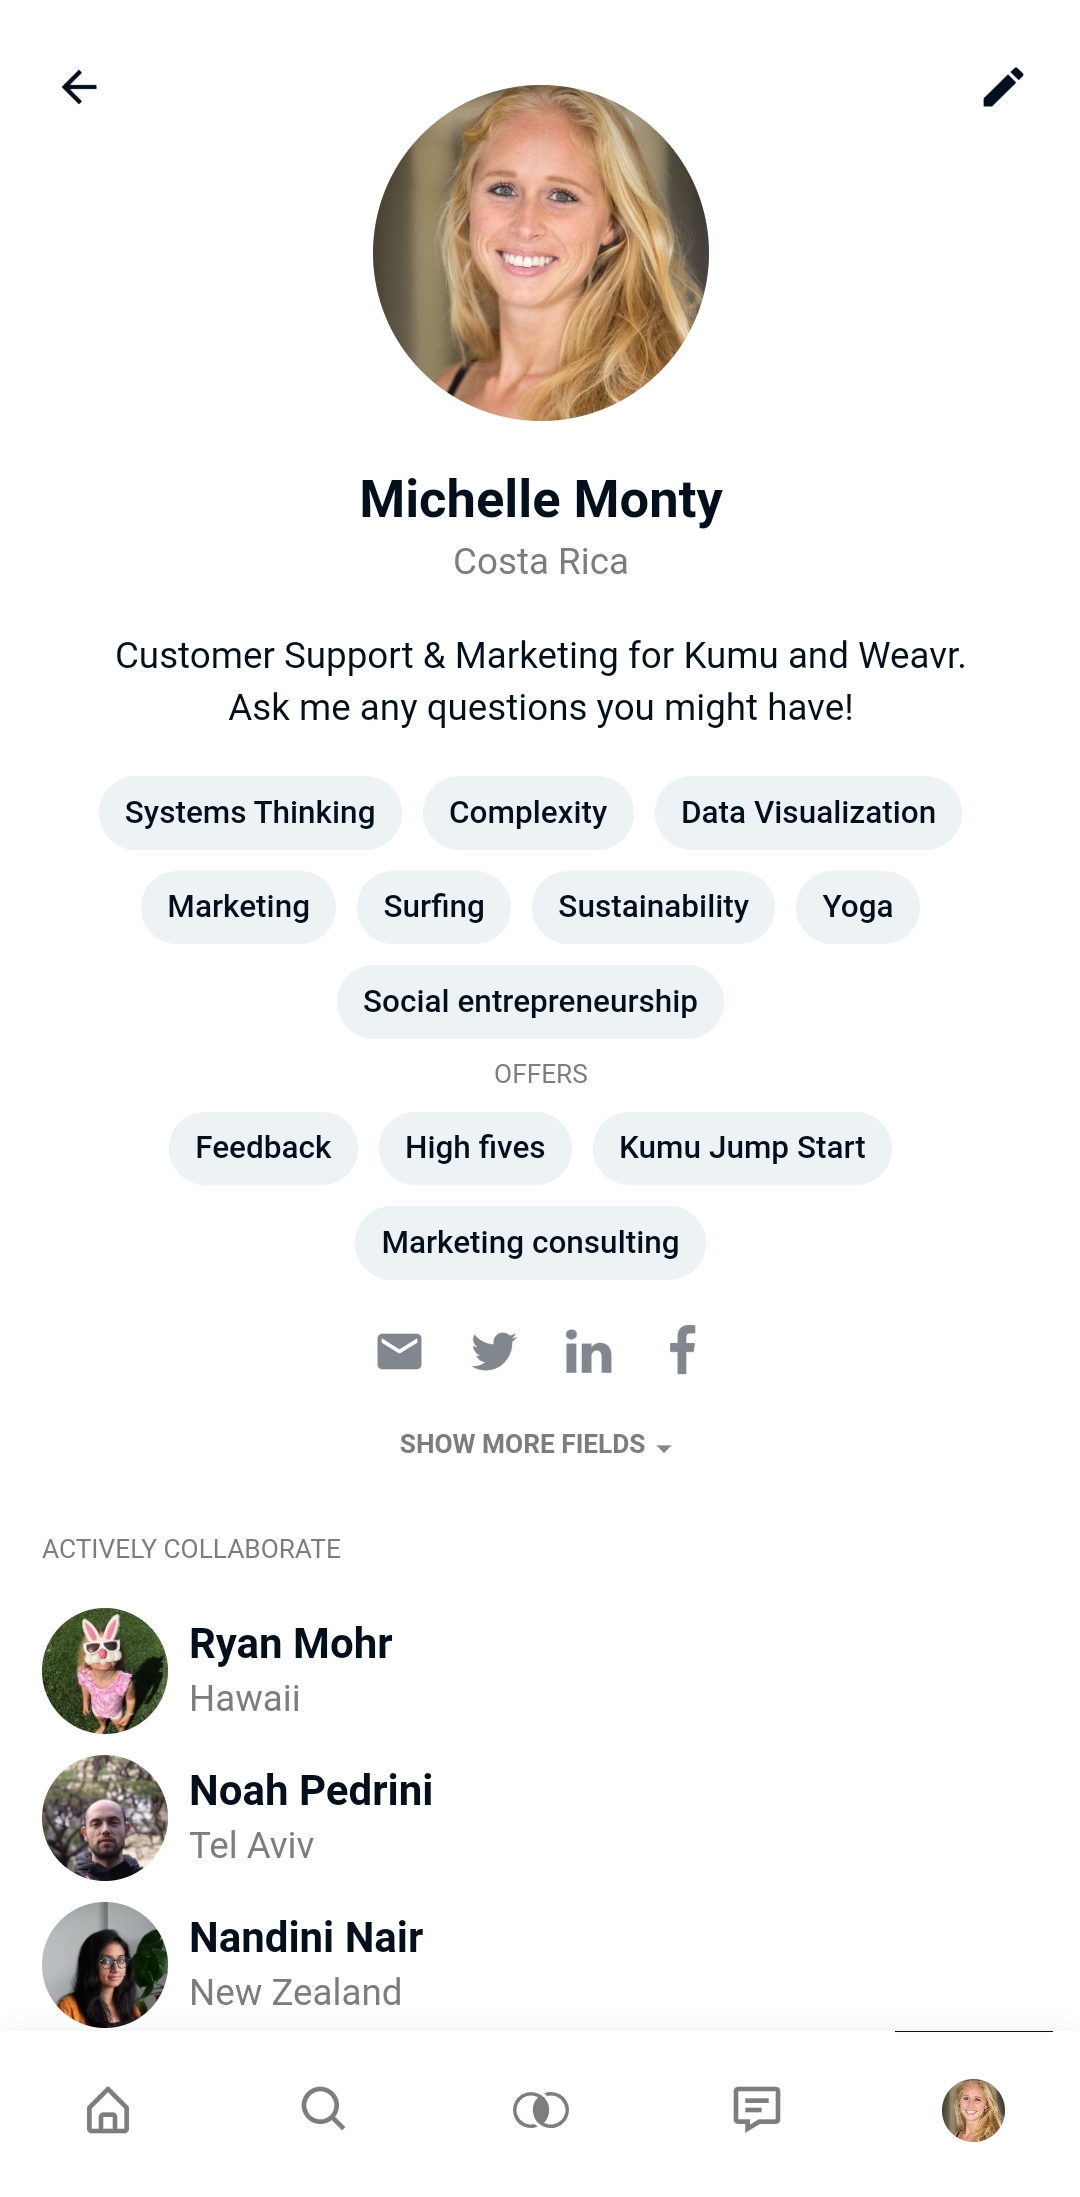 Michelle Monty
Costa Rica
Customer Support & Marketing for Kumu and Weavr.
Ask me any questions you might have!
Systems Thinking Complexity Data Visualization
Marketing Surfing Sustainability Yoga
Social entrepreneurship
OFFERS
Feedback High fives Kumu Jump Start
Marketing consulting
SHOW MORE FIELDS
ACTIVELY COLLABORATE
Ryan Mohr
Hawaii
Noah Pedrini
Tel Aviv
Nandini Nair
New Zealand